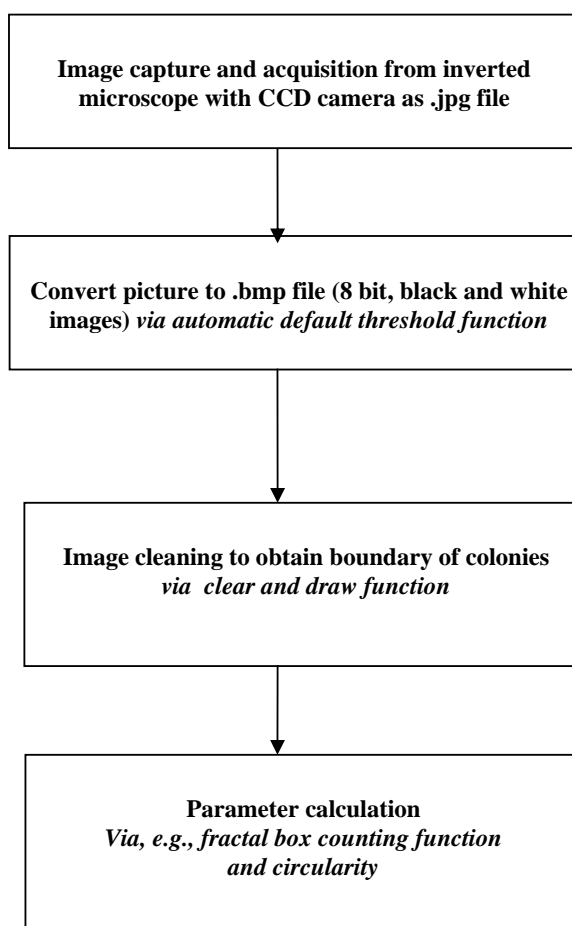 Image capture and acquisition from inverted
microscope with CCD camera as .jpg file
Convert picture to .bmp file (8 bit, black and white
images) via automatic default threshold function
Image cleaning to obtain boundary of colonies
via clear and draw function
Parameter calculation
Via, e.g., fractal box counting function
and circularity